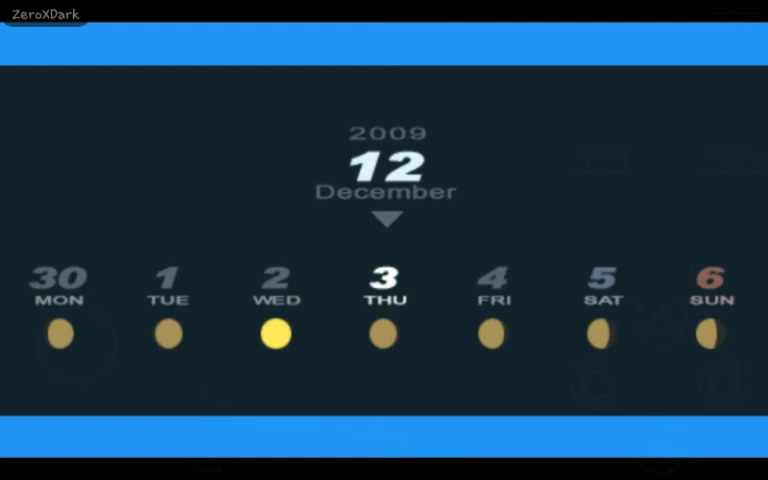 ZeroXDark
2009
12
December
30 1 2 3 4 5 6
MON TUE WED THU FRI SAT SUN